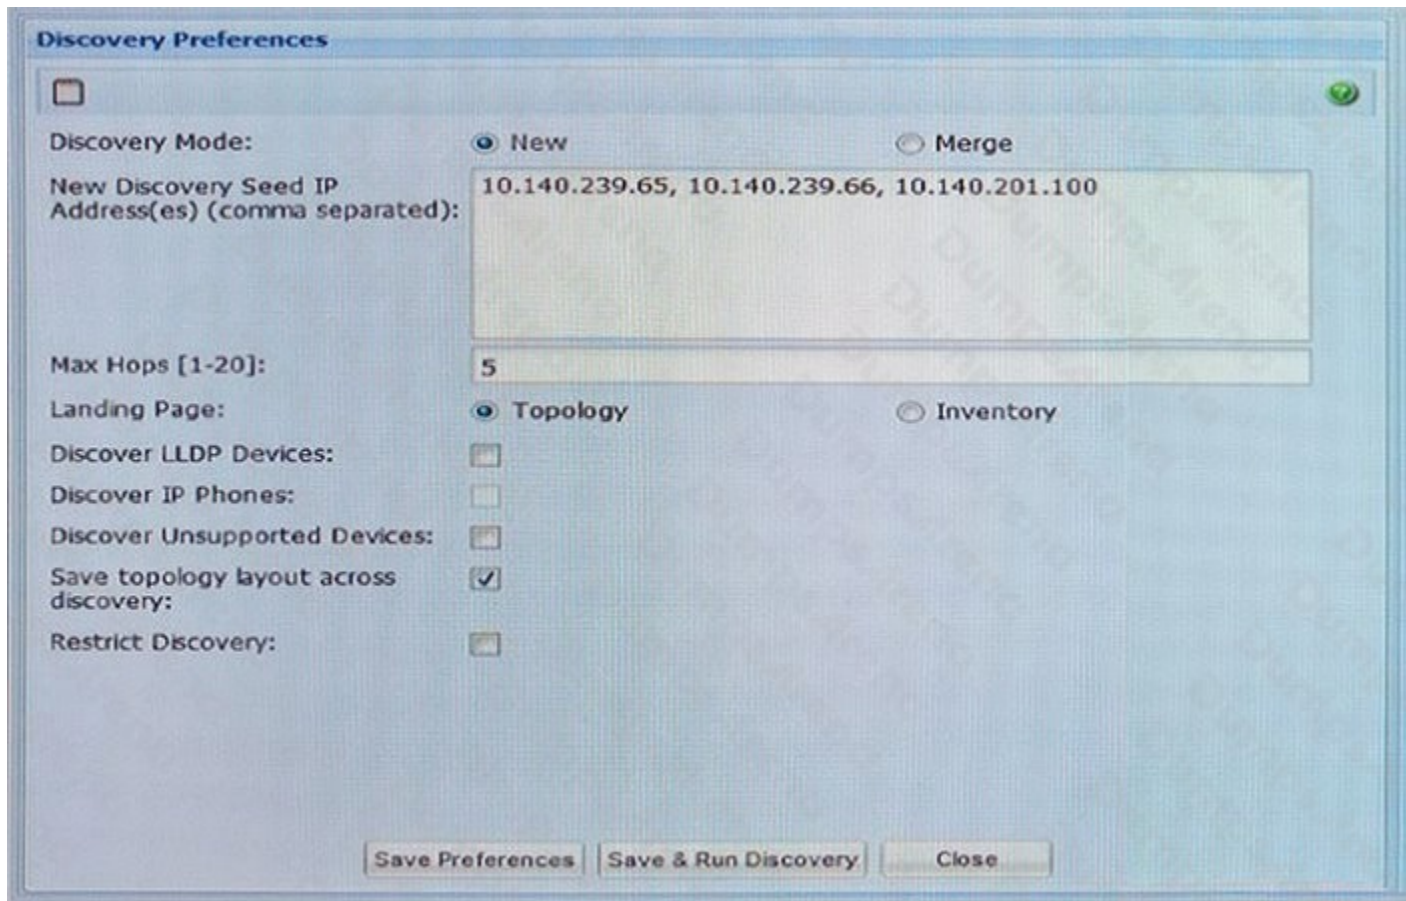 Discovery Preferences
Discovery Mode:
New
Merge
New Discovery Seed IP
Address(es) (comma separated):
10.140.239.65, 10.140.239.66, 10.140.201.100
Max Hops [1-20]:
5
Landing Page:
Topology
Inventory
Discover LLDP Devices:
Discover IP Phones:
Discover Unsupported Devices:
Save topology layout across
discovery:
Restrict Discovery:
Save Preferences
Save & Run Discovery
Close